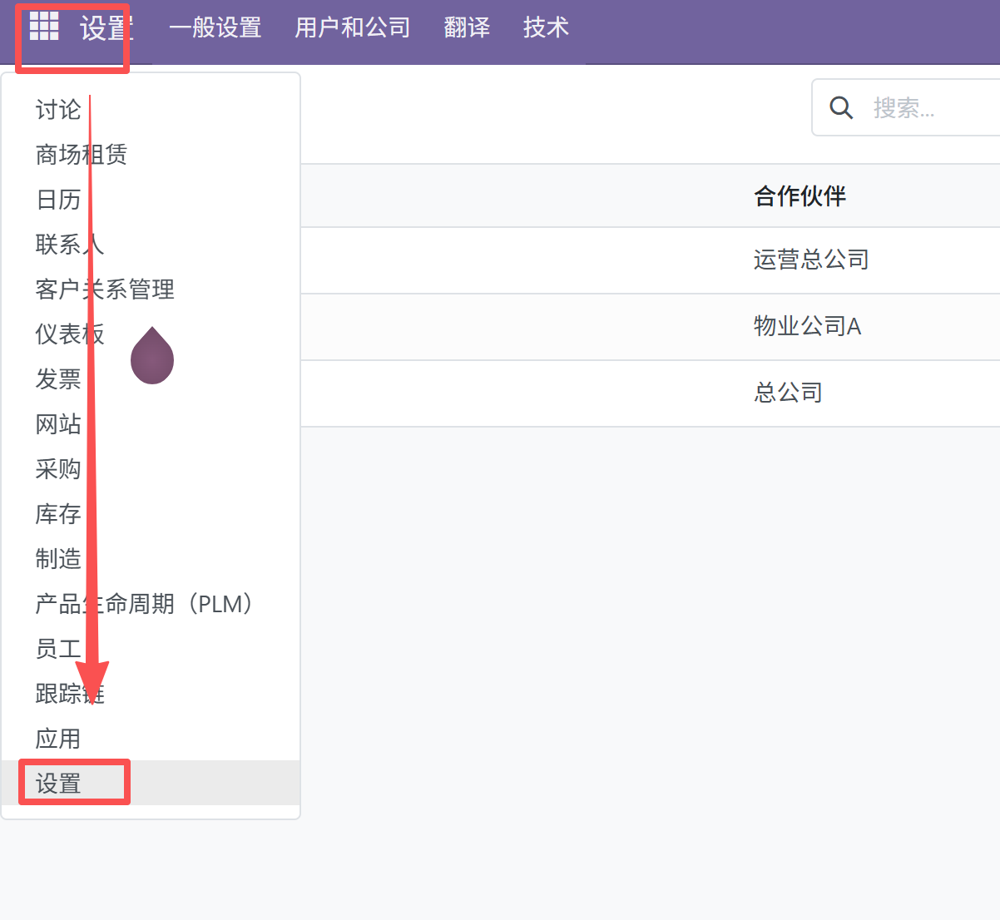 设置 一般设置 用户和公司 翻译 技术
搜索...
讨论
商场租赁
日历
联系人
客户关系管理
仪表板
发票
网站
采购
库存
制造
产品生命周期（PLM）
员工
跟踪链
应用
设置
合作伙伴
运营总公司
物业公司A
总公司